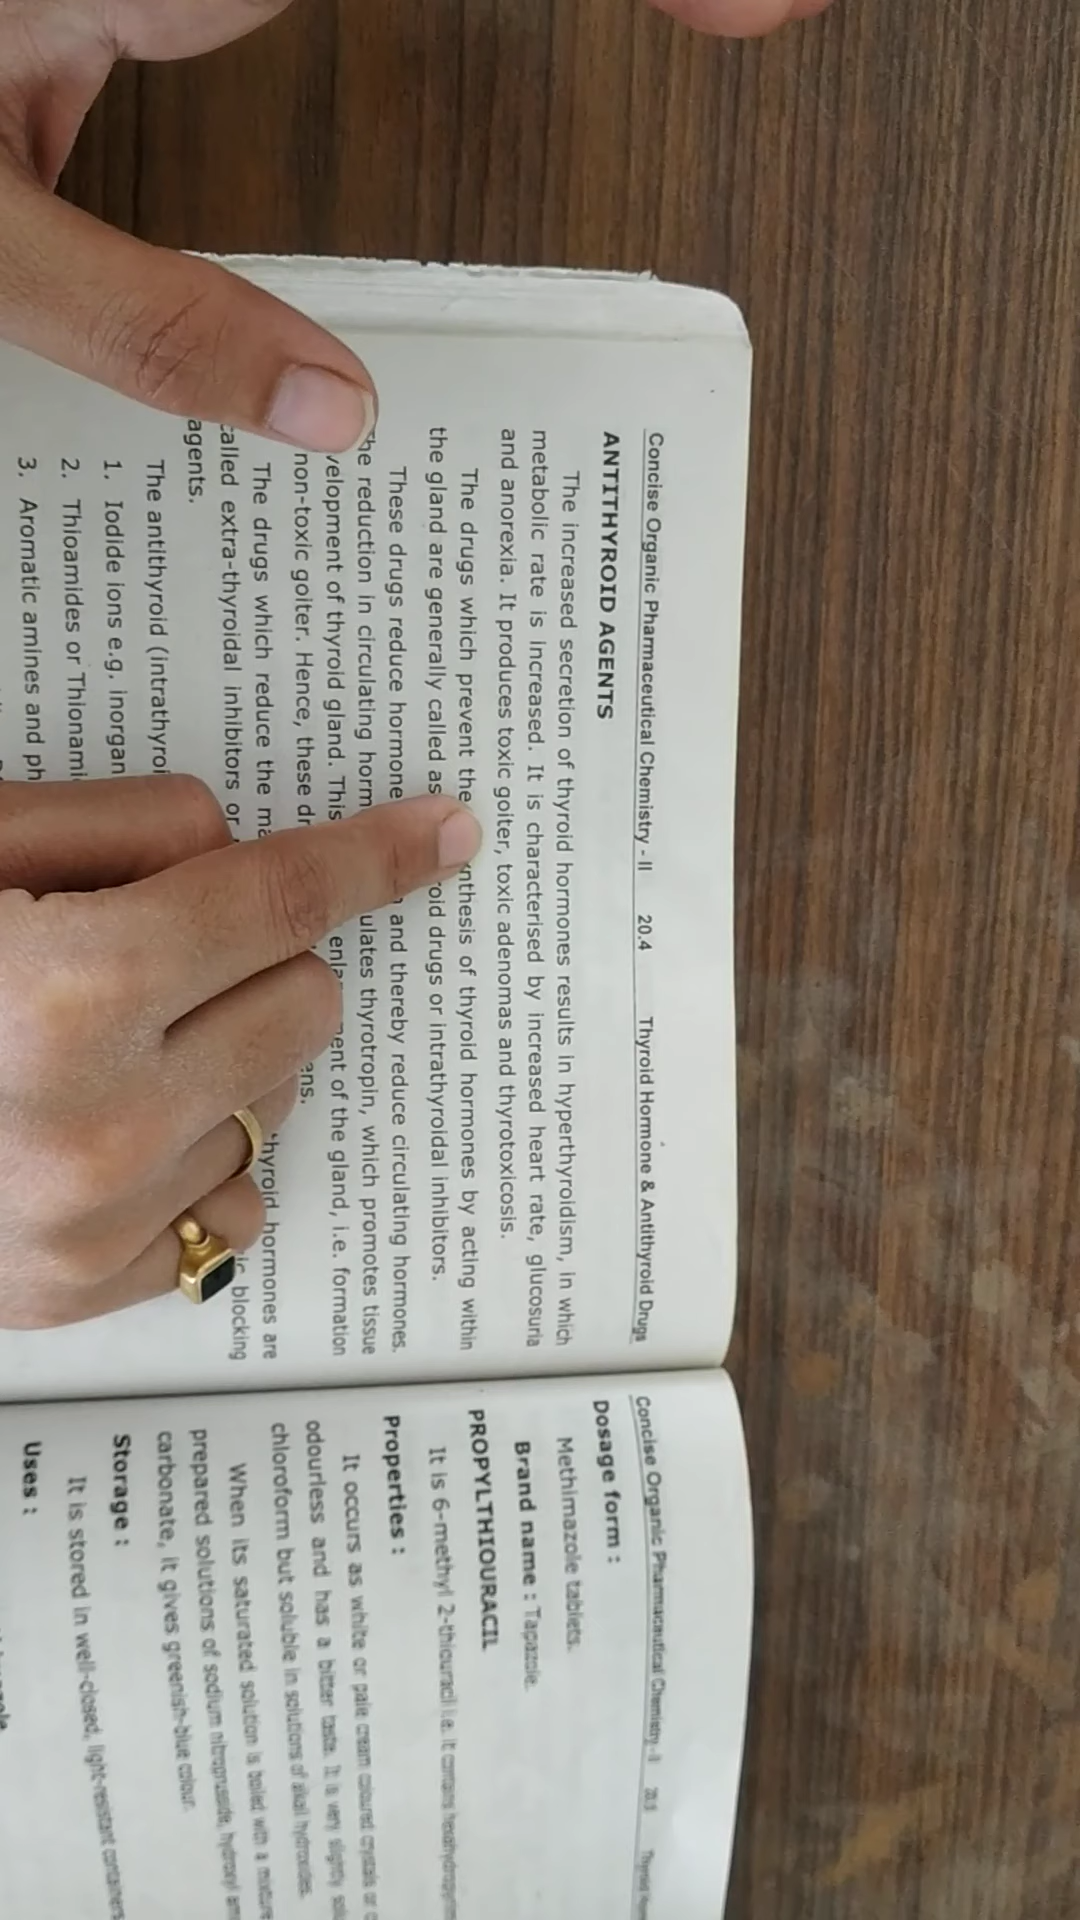 Concise Organic Pharmaceutical Chemistry - II 20.4 Thyroid Hormone & Antithyroid Drugs
ANTITHYROID AGENTS
The increased secretion of thyroid hormones results in hyperthyroidism, in which
metabolic rate is increased. It is characterised by increased heart rate, glucosuria
and anorexia. It produces toxic goiter, toxic adenomas and thyrotoxicosis.
The drugs which prevent the ynthesis of thyroid hormones by acting within
the gland are generally called as roid drugs or intrathyroidal inhibitors.
These drugs reduce hormone and thereby reduce circulating hormones.
he reduction in circulating horm ulates thyrotropin, which promotes tissue
velopment of thyroid gland. This enla ent of the gland, i.e. formation
non-toxic goiter. Hence, these dr ens.
The drugs which reduce the ma hyroid hormones are
called extra-thyroidal inhibitors or ic blocking
agents.
The antithyroid (intrathyroi
1. Iodide ions e.g. inorgan
2. Thioamides or Thionami
3. Aromatic amines and ph
Concise Organic Pharmaceutical Chemistry - II
Dosage form :
Methimazole tablets.
Brand name : Tapazole.
PROPYLTHIOURACIL
It is 6-methyl 2-thiouracil i.e. it contains
Properties :
It occurs as white or pale cream coloured crystals or
odourless and has a bitter taste. It is very slightly
chloroform but soluble in solutions of alkali hydroxides.
When its saturated solution is boiled with a mixture
prepared solutions of sodium nitroprusside, hydroxyl
carbonate, it gives greenish-blue colour.
Storage :
It is stored in well-closed, light-resistant containers
Uses :